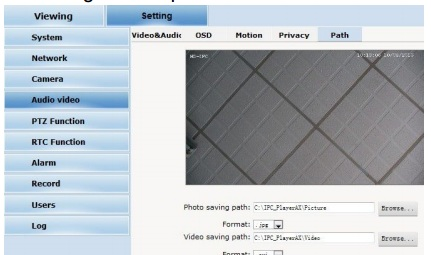 Viewing
Setting
System
Network
Camera
Audio video
PTZ Function
RTC Function
Alarm
Record
Users
Log
Video&Audic OSD Motion Privacy Path
HD-IPC
Photo saving path: C:\IPC_PlayerAX\Picture Browse...
Format: .jpg
Video saving path: C:\IPC_PlayerAX\Video Browse...
Format: